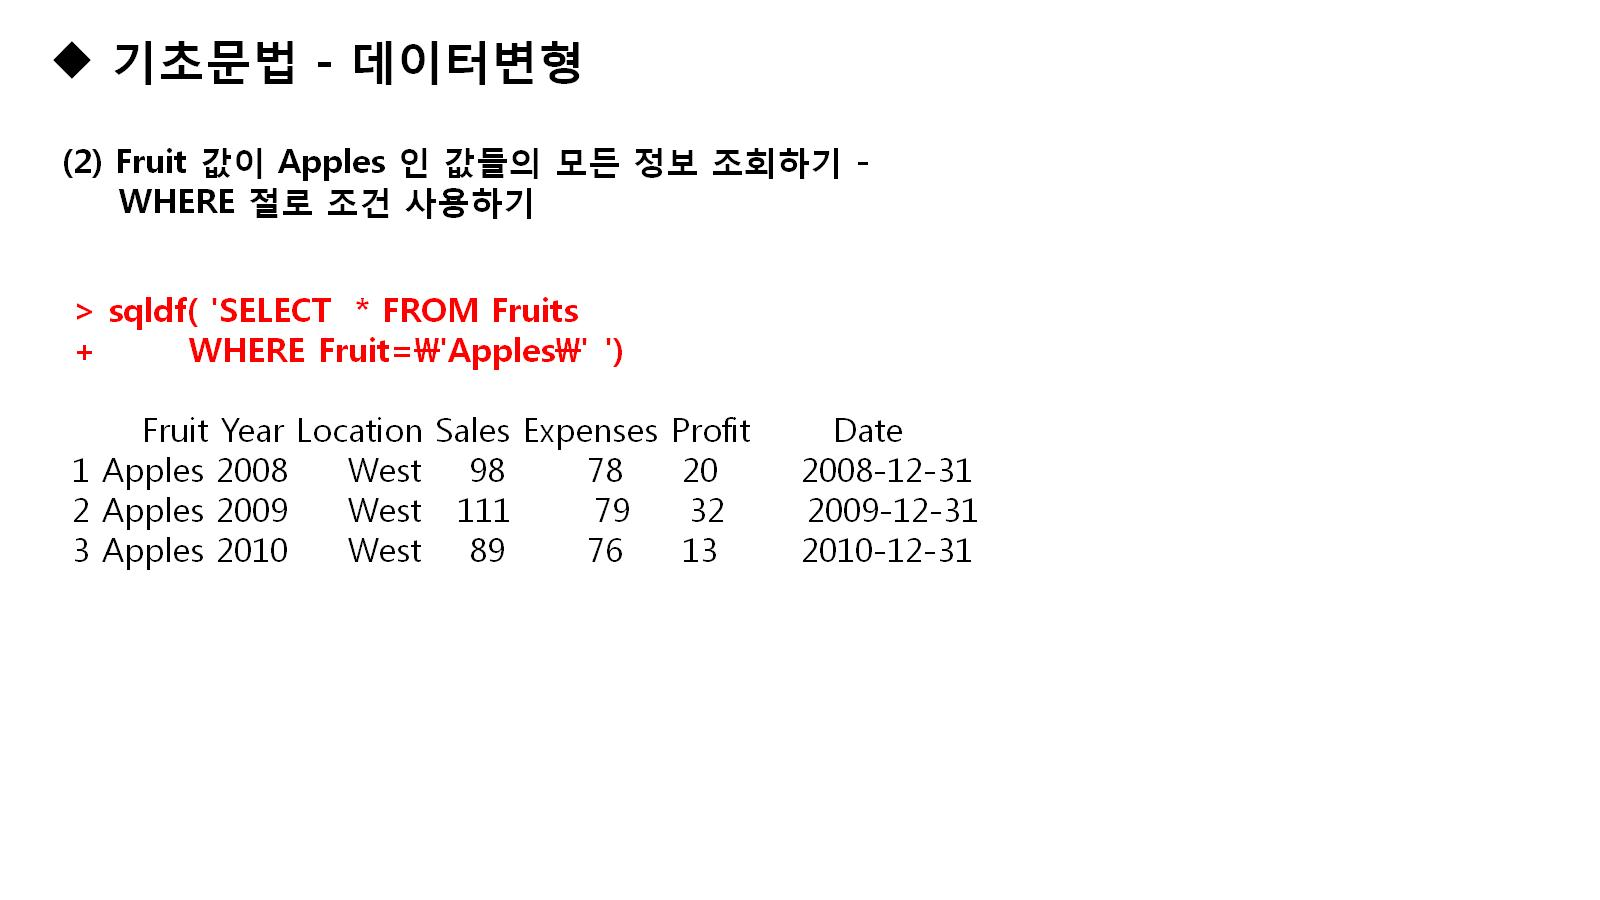 ◆ 기초문법 - 데이터변형
(2) Fruit 값이 Apples 인 값들의 모든 정보 조회하기 -
WHERE 절로 조건 사용하기
> sqldf( 'SELECT * FROM Fruits
+ WHERE Fruit=₩'Apples₩' ')
Fruit Year Location Sales Expenses Profit Date
1 Apples 2008 West 98 78 20 2008-12-31
2 Apples 2009 West 111 79 32 2009-12-31
3 Apples 2010 West 89 76 13 2010-12-31